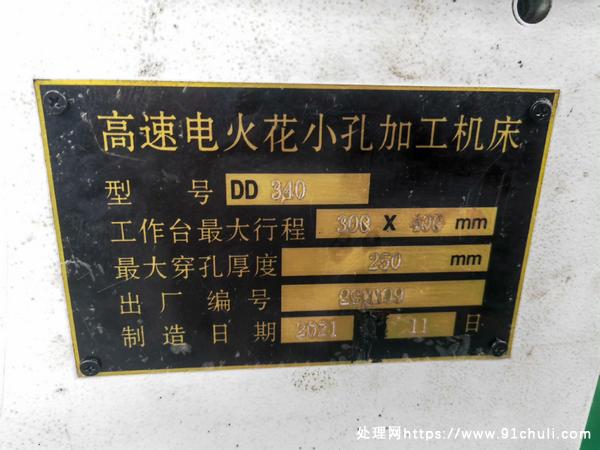 高速电火花小孔加工机床
型 号 DD 340
工作台最大行程 300 X 400 mm
最大穿孔厚度 250 mm
出厂编号
制造日期 2021 11 日
处理网https://www.91chuli.com/